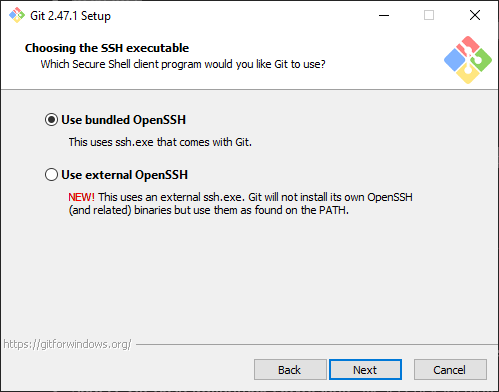 Git 2.47.1 Setup
Choosing the SSH executable
Which Secure Shell client program would you like Git to use?
Use bundled OpenSSH
This uses ssh.exe that comes with Git.
Use external OpenSSH
NEW! This uses an external ssh.exe. Git will not install its own OpenSSH
(and related) binaries but use them as found on the PATH.
https://gitforwindows.org/
Back Next Cancel